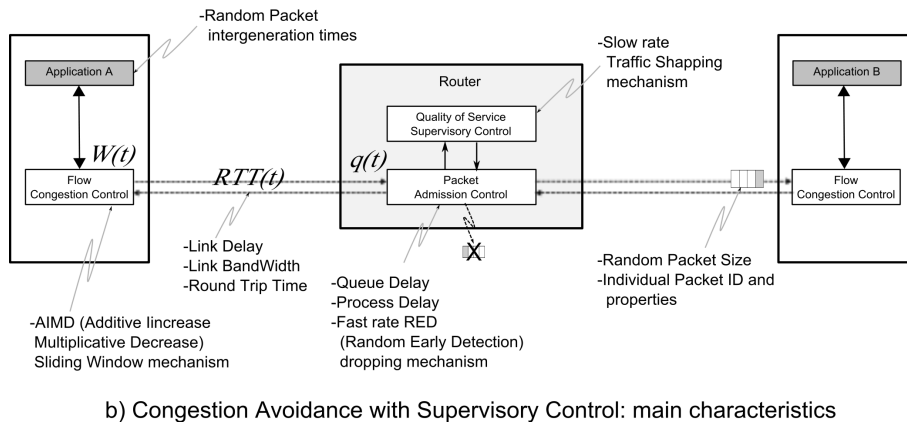 -Random Packet
intergeneration times
Application A
W(t)
Flow
Congestion Control
RTT(t)
-Link Delay
-Link BandWidth
-Round Trip Time
-AIMD (Additive Iincrease
Multiplicative Decrease)
Sliding Window mechanism
Router
Quality of Service
Supervisory Control
q(t)
Packet
Admission Control
X
-Queue Delay
-Process Delay
-Fast rate RED
(Random Early Detection)
dropping mechanism
-Slow rate
Traffic Shapping
mechanism
Application B
Flow
Congestion Control
-Random Packet Size
-Individual Packet ID and
properties
b) Congestion Avoidance with Supervisory Control: main characteristics